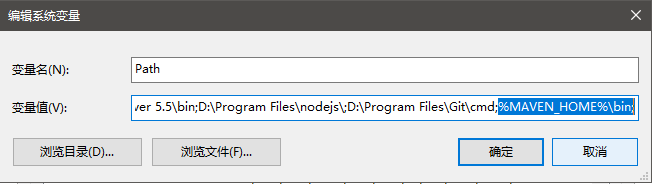 编辑系统变量
变量名(N): Path
变量值(V): ver 5.5\bin;D:\Program Files\nodejs\;D:\Program Files\Git\cmd;%MAVEN_HOME%\bin;
浏览目录(D)... 浏览文件(F)... 确定 取消